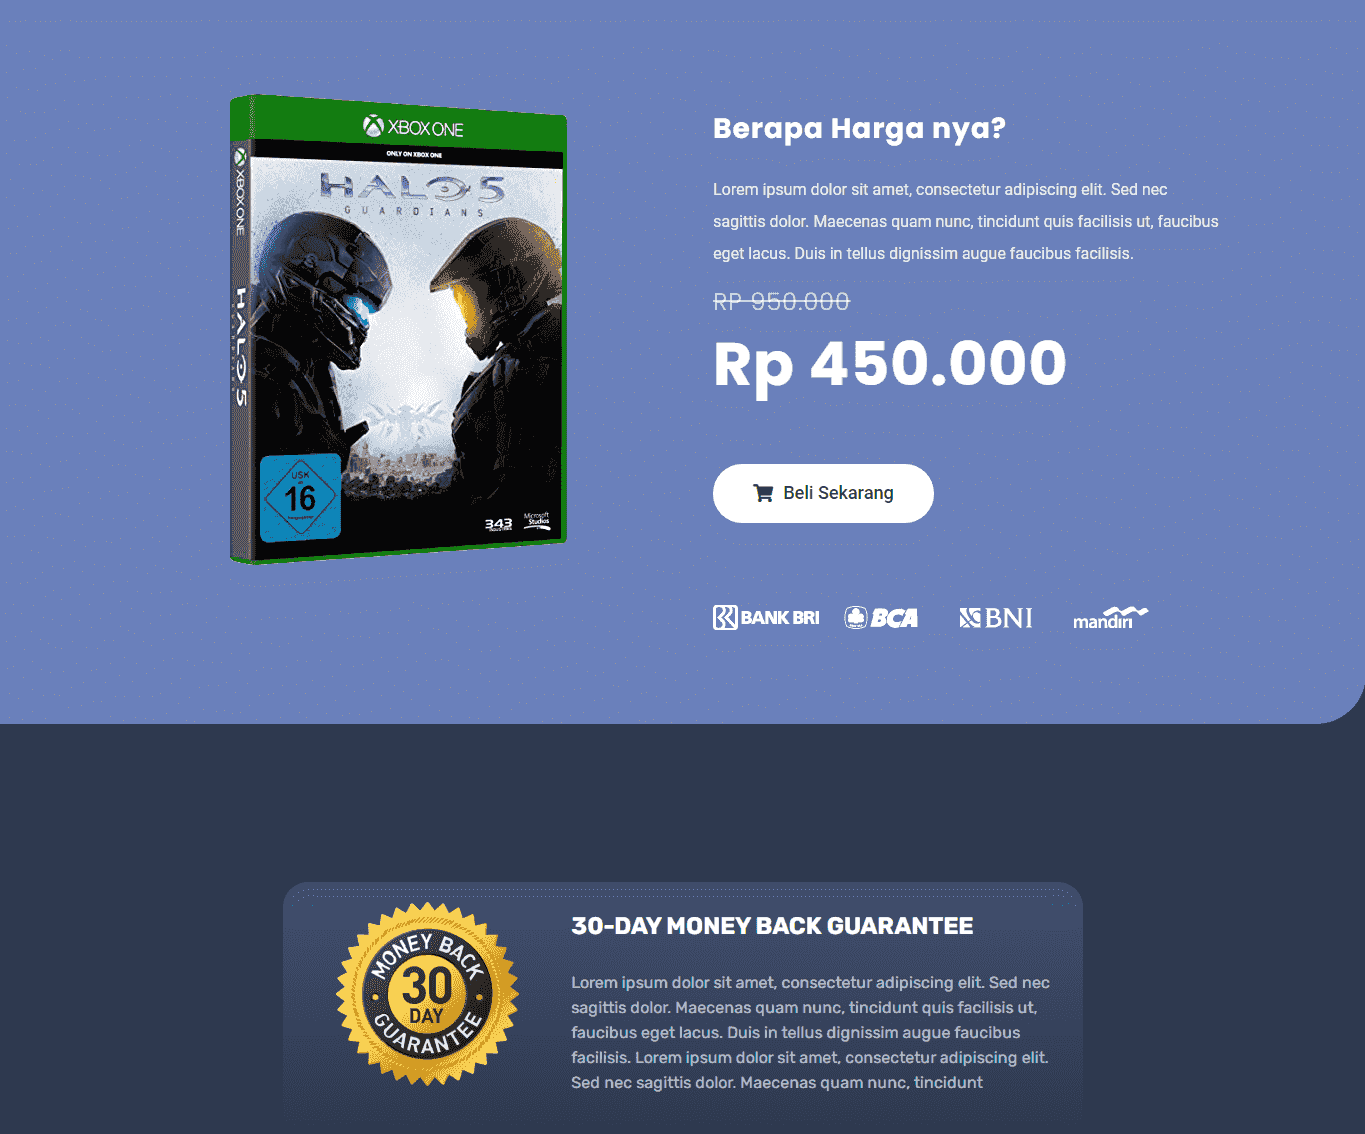 XBOX ONE
ONLY ON XBOX ONE
HALO 5
GUARDIANS
XBOX ONE
HALO 5
USK
16
343
Microsoft
Studios
Berapa Harga nya?
Lorem ipsum dolor sit amet, consectetur adipiscing elit. Sed nec
sagittis dolor. Maecenas quam nunc, tincidunt quis facilisis ut, faucibus
eget lacus. Duis in tellus dignissim augue faucibus facilisis.
RP 950.000
Rp 450.000
Beli Sekarang
BANK BRI
BCA
BNI
mandiri
MONEY BACK
30
DAY
GUARANTEE
30-DAY MONEY BACK GUARANTEE
Lorem ipsum dolor sit amet, consectetur adipiscing elit. Sed nec
sagittis dolor. Maecenas quam nunc, tincidunt quis facilisis ut,
faucibus eget lacus. Duis in tellus dignissim augue faucibus
facilisis. Lorem ipsum dolor sit amet, consectetur adipiscing elit.
Sed nec sagittis dolor. Maecenas quam nunc, tincidunt